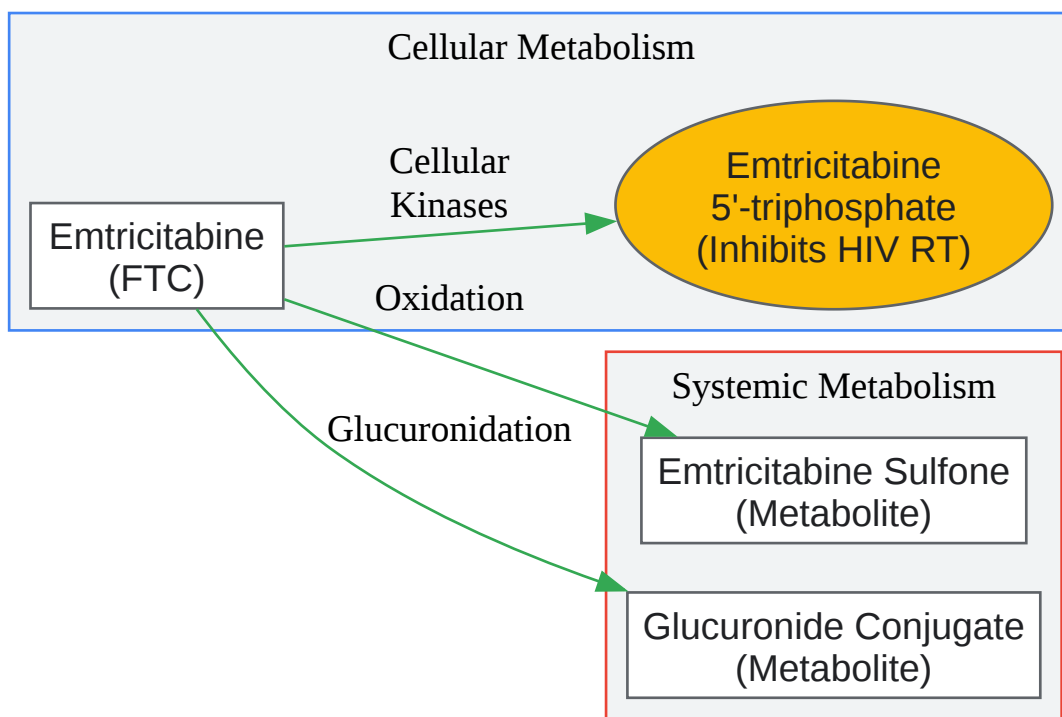 Cellular Metabolism
Cellular
Kinases
Emtricitabine
5'-triphosphate
(Inhibits HIV RT)
Emtricitabine
(FTC)
Oxidation
Systemic Metabolism
Glucuronidation
Emtricitabine Sulfone
(Metabolite)
Glucuronide Conjugate
(Metabolite)